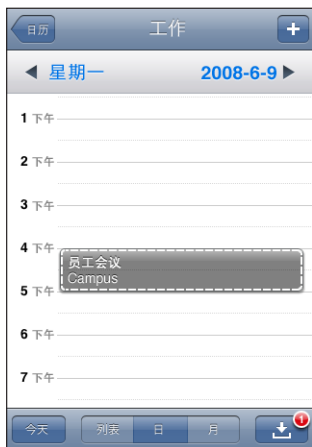 日历 工作 +
星期一 2008-6-9
1 下午
2 下午
3 下午
4 下午
员工会议
Campus
5 下午
6 下午
7 下午
今天 列表 日 月 1